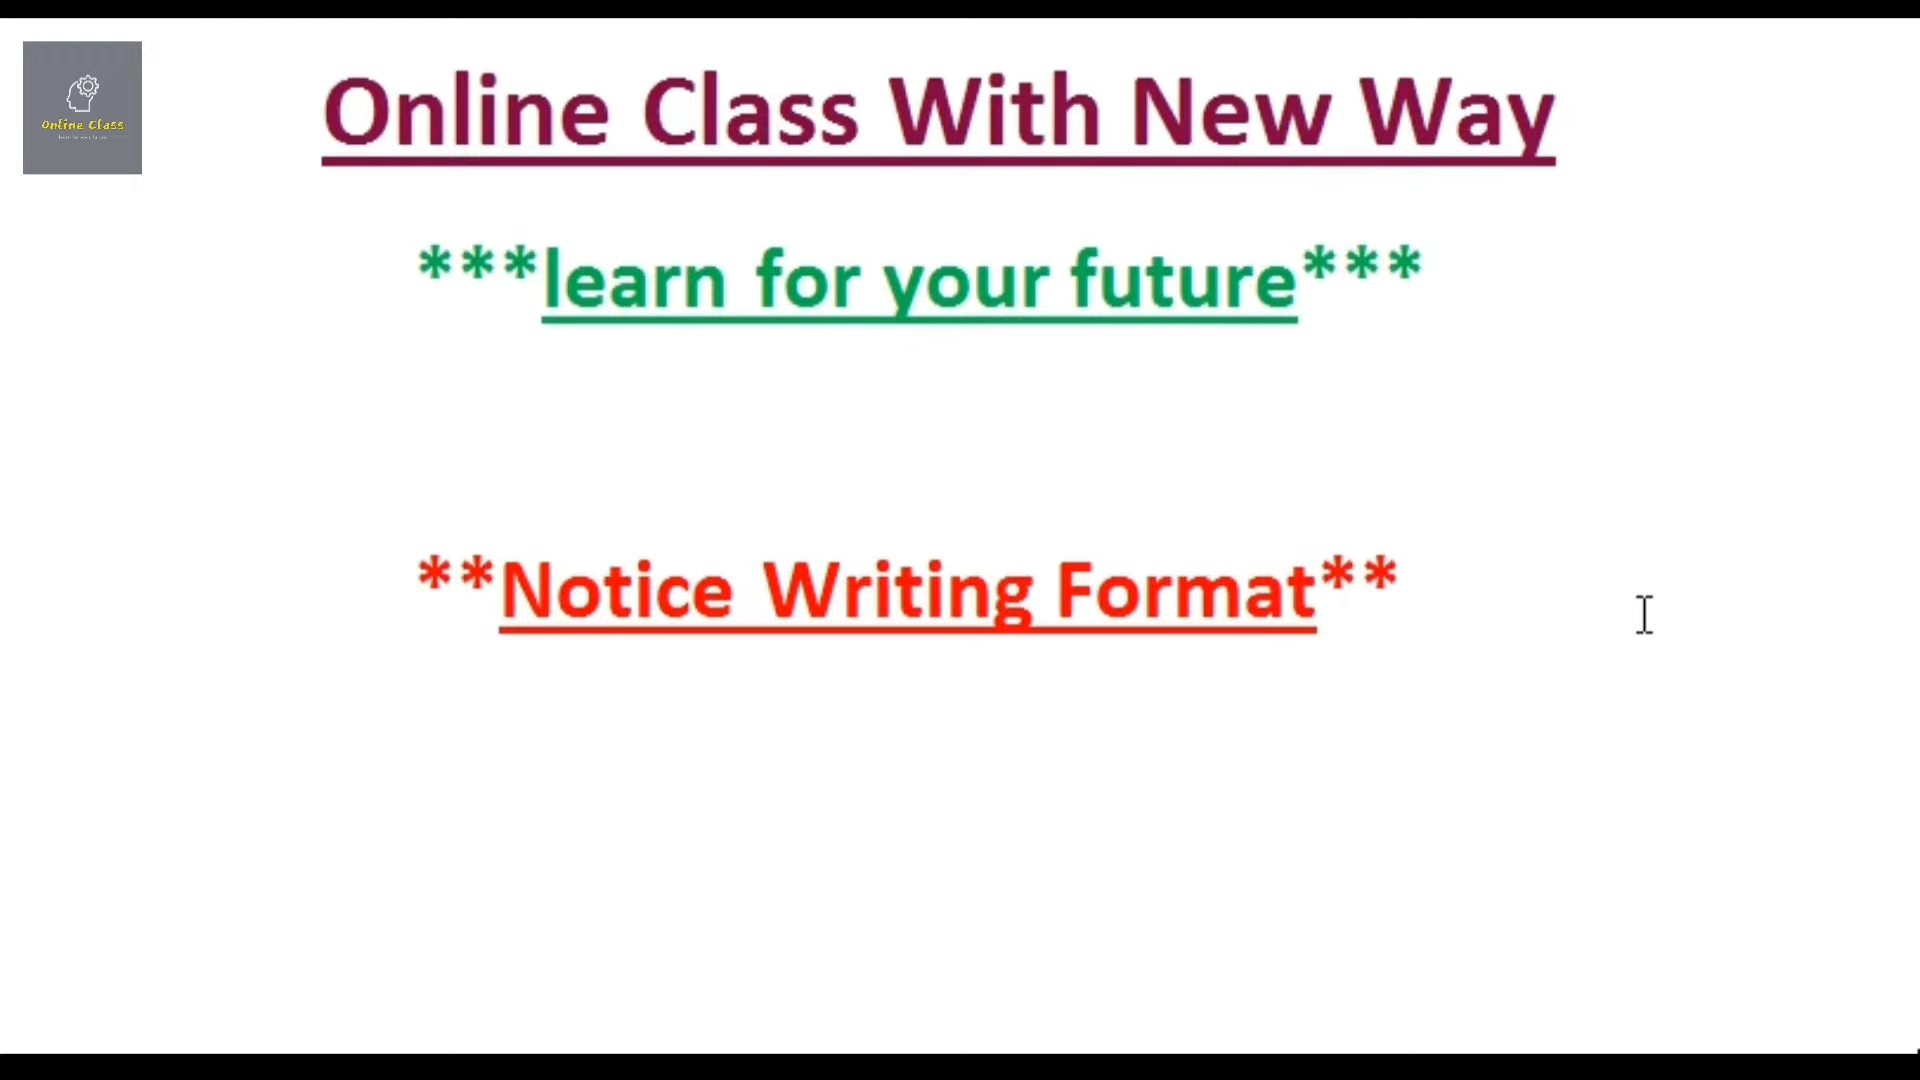 Online Class
Online Class With New Way
***learn for your future***
**Notice Writing Format**